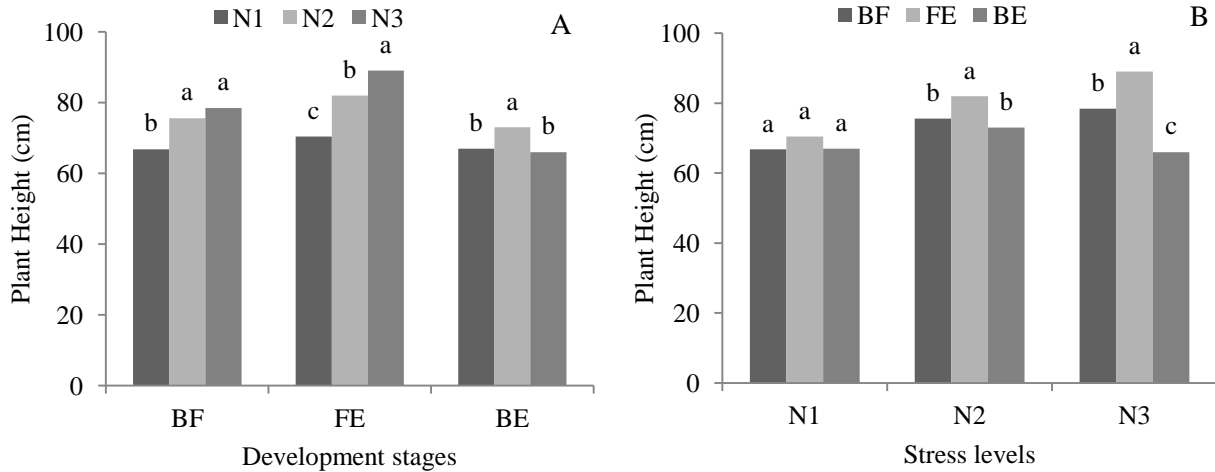 N1 N2 N3
A
100
80
60
40
20
0
Plant Height (cm)
b a a
c b a
b a b
BF FE BE
Development stages
BF FE BE
B
100
80
60
40
20
0
Plant Height (cm)
a a a
b a b
b a c
N1 N2 N3
Stress levels